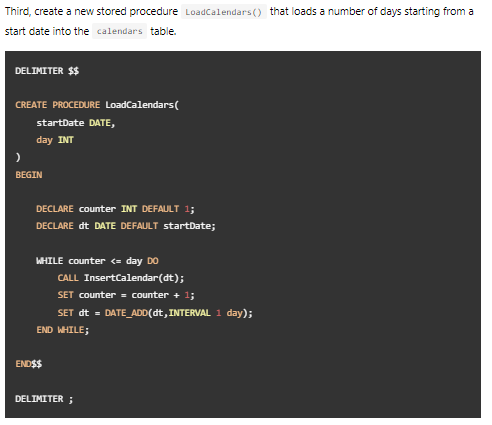 Third, create a new stored procedure LoadCalendars() that loads a number of days starting from a
start date into the calendars table.
DELIMITER $$
CREATE PROCEDURE LoadCalendars(
    startDate DATE,
    day INT
)
BEGIN
    DECLARE counter INT DEFAULT 1;
    DECLARE dt DATE DEFAULT startDate;
    WHILE counter <= day DO
        CALL InsertCalendar(dt);
        SET counter = counter + 1;
        SET dt = DATE_ADD(dt,INTERVAL 1 day);
    END WHILE;
END$$
DELIMITER ;